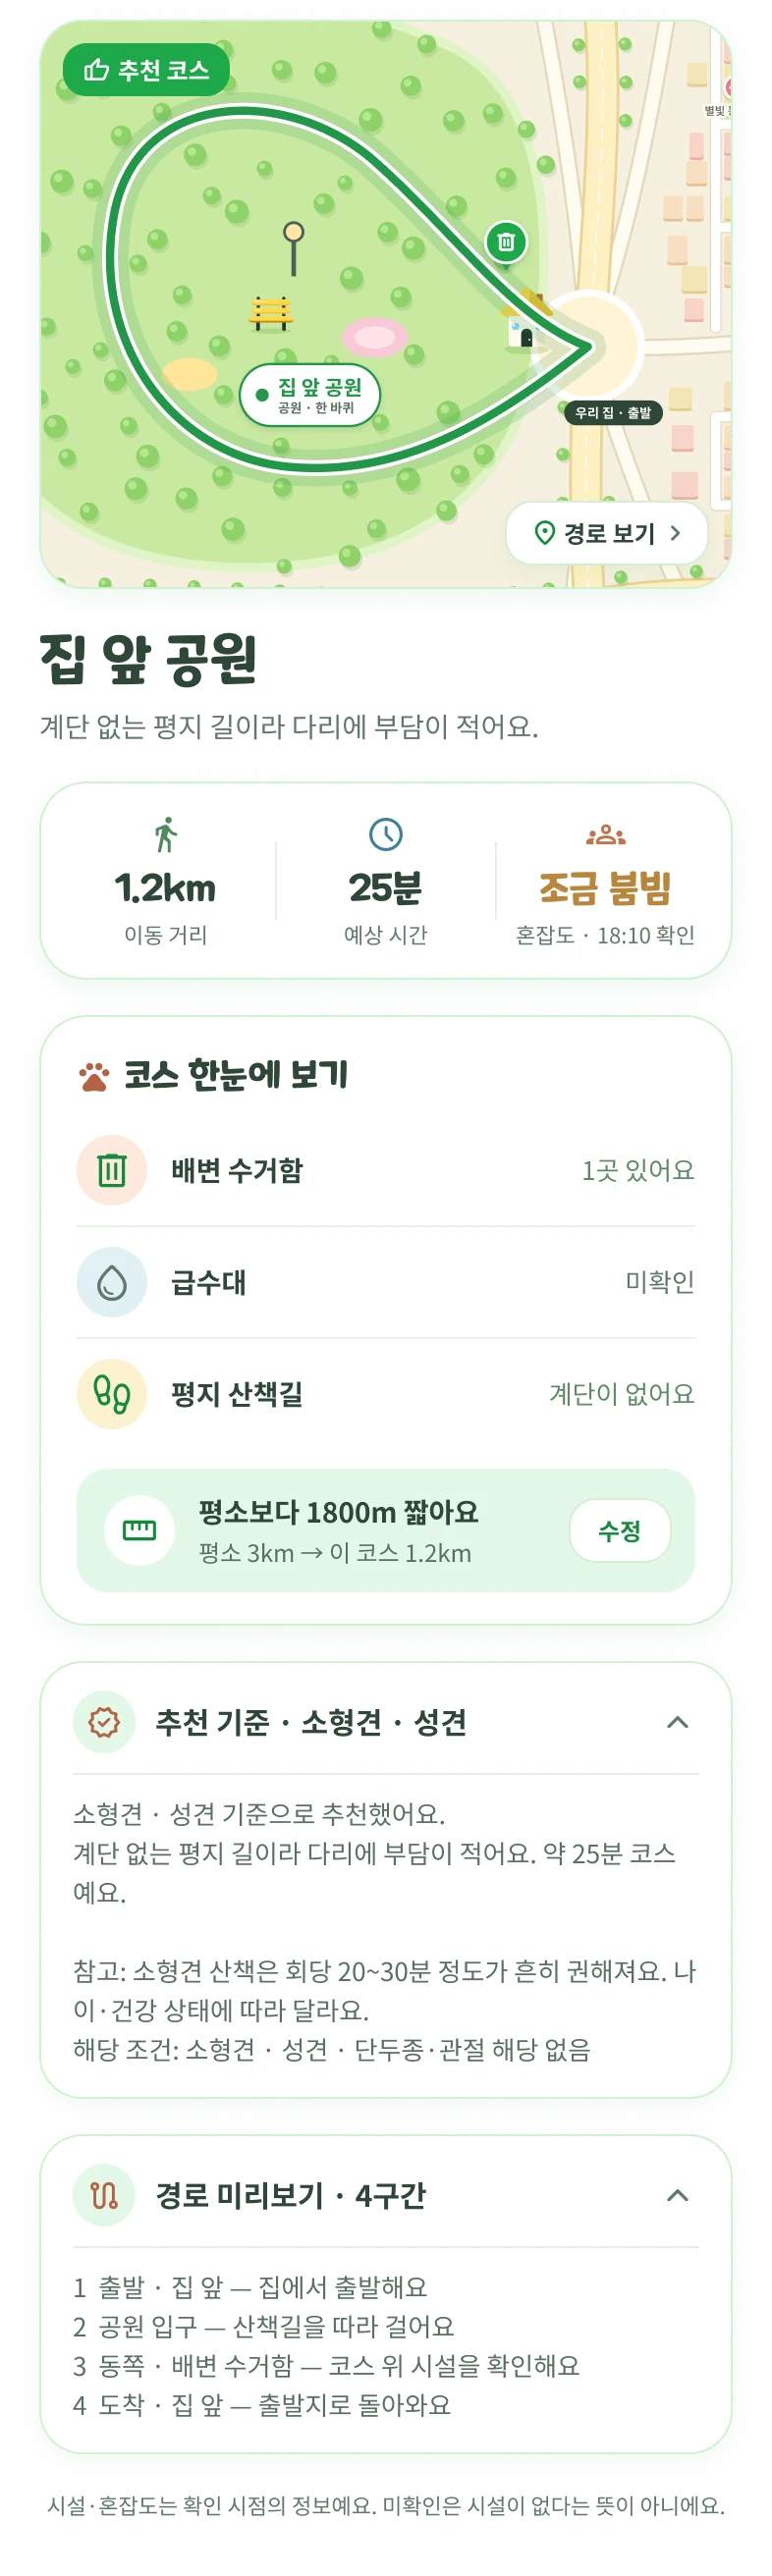 추천 코스
별빛
집 앞 공원
공원 · 한 바퀴
우리 집 · 출발
경로 보기
집 앞 공원
계단 없는 평지 길이라 다리에 부담이 적어요.
1.2km
이동 거리
25분
예상 시간
조금 붐빔
혼잡도 · 18:10 확인
코스 한눈에 보기
배변 수거함
1곳 있어요
급수대
미확인
평지 산책길
계단이 없어요
평소보다 1800m 짧아요
평소 3km → 이 코스 1.2km
수정
추천 기준 · 소형견 · 성견
소형견 · 성견 기준으로 추천했어요.
계단 없는 평지 길이라 다리에 부담이 적어요. 약 25분 코스
예요.
참고: 소형견 산책은 회당 20~30분 정도가 흔히 권해져요. 나
이·건강 상태에 따라 달라요.
해당 조건: 소형견 · 성견 · 단두종·관절 해당 없음
경로 미리보기 · 4구간
1 출발 · 집 앞 — 집에서 출발해요
2 공원 입구 — 산책길을 따라 걸어요
3 동쪽 · 배변 수거함 — 코스 위 시설을 확인해요
4 도착 · 집 앞 — 출발지로 돌아와요
시설·혼잡도는 확인 시점의 정보예요. 미확인은 시설이 없다는 뜻이 아니에요.